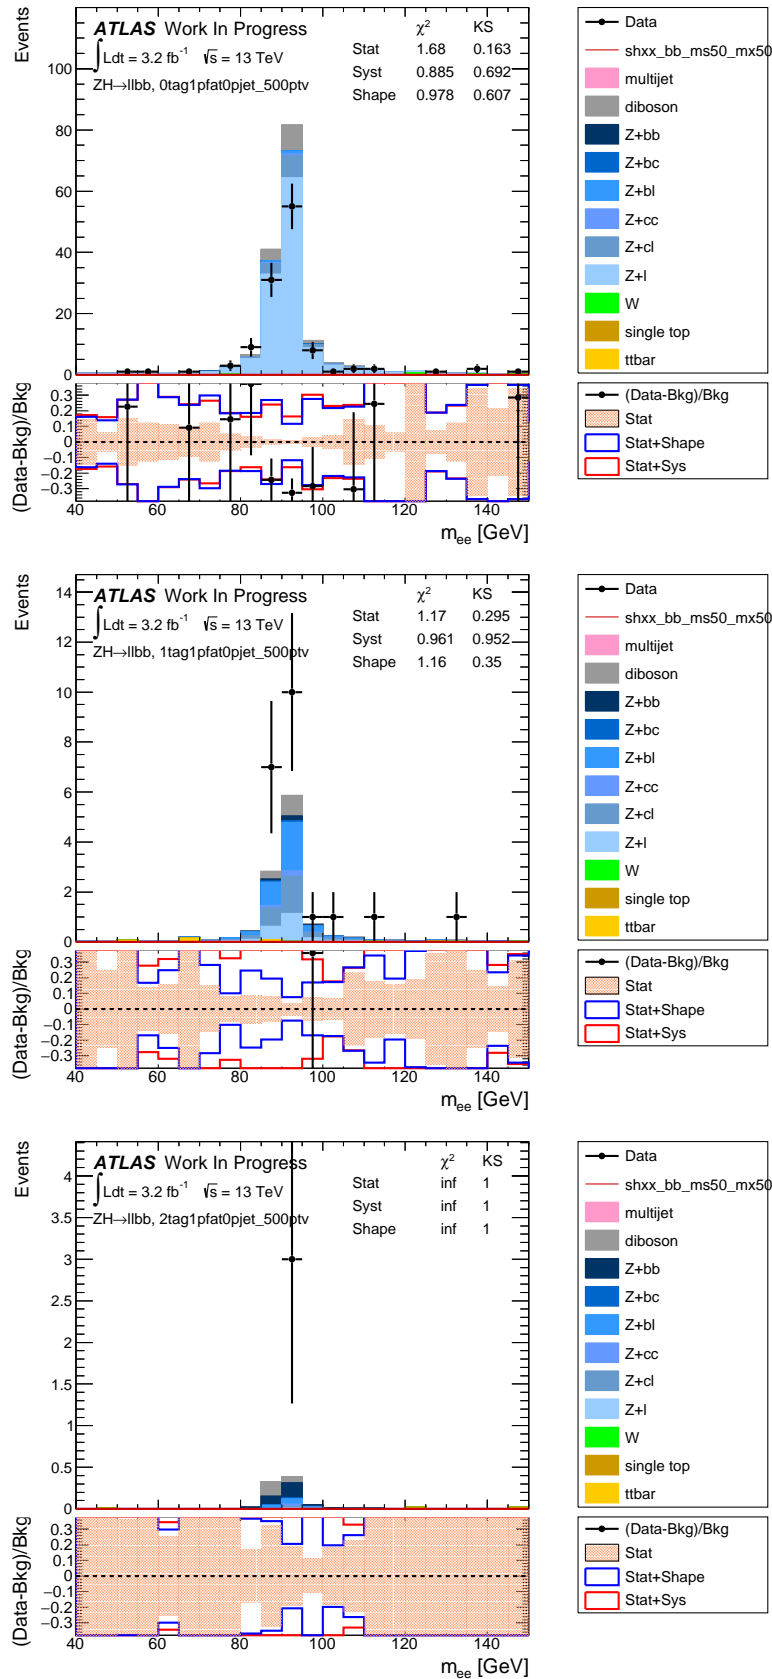 Events
ATLAS Work In Progress
∫Ldt = 3.2 fb⁻¹ √s = 13 TeV
ZH→llbb, 0tag1pfat0pjet_500ptv
χ² KS
Stat 1.68 0.163
Syst 0.885 0.692
Shape 0.978 0.607
100
80
60
40
20
0
(Data-Bkg)/Bkg
0.3
0.2
0.1
0
−0.1
−0.2
−0.3
40 60 80 100 120 140
m_ee [GeV]
Data
shxx_bb_ms50_mx50
multijet
diboson
Z+bb
Z+bc
Z+bl
Z+cc
Z+cl
Z+l
W
single top
ttbar
(Data-Bkg)/Bkg
Stat
Stat+Shape
Stat+Sys
Events
ATLAS Work In Progress
∫Ldt = 3.2 fb⁻¹ √s = 13 TeV
ZH→llbb, 1tag1pfat0pjet_500ptv
χ² KS
Stat 1.17 0.295
Syst 0.961 0.952
Shape 1.16 0.35
14
12
10
8
6
4
2
0
(Data-Bkg)/Bkg
0.3
0.2
0.1
0
−0.1
−0.2
−0.3
40 60 80 100 120 140
m_ee [GeV]
Data
shxx_bb_ms50_mx50
multijet
diboson
Z+bb
Z+bc
Z+bl
Z+cc
Z+cl
Z+l
W
single top
ttbar
(Data-Bkg)/Bkg
Stat
Stat+Shape
Stat+Sys
Events
ATLAS Work In Progress
∫Ldt = 3.2 fb⁻¹ √s = 13 TeV
ZH→llbb, 2tag1pfat0pjet_500ptv
χ² KS
Stat inf 1
Syst inf 1
Shape inf 1
4
3.5
3
2.5
2
1.5
1
0.5
0
(Data-Bkg)/Bkg
0.3
0.2
0.1
0
−0.1
−0.2
−0.3
40 60 80 100 120 140
m_ee [GeV]
Data
shxx_bb_ms50_mx50
multijet
diboson
Z+bb
Z+bc
Z+bl
Z+cc
Z+cl
Z+l
W
single top
ttbar
(Data-Bkg)/Bkg
Stat
Stat+Shape
Stat+Sys